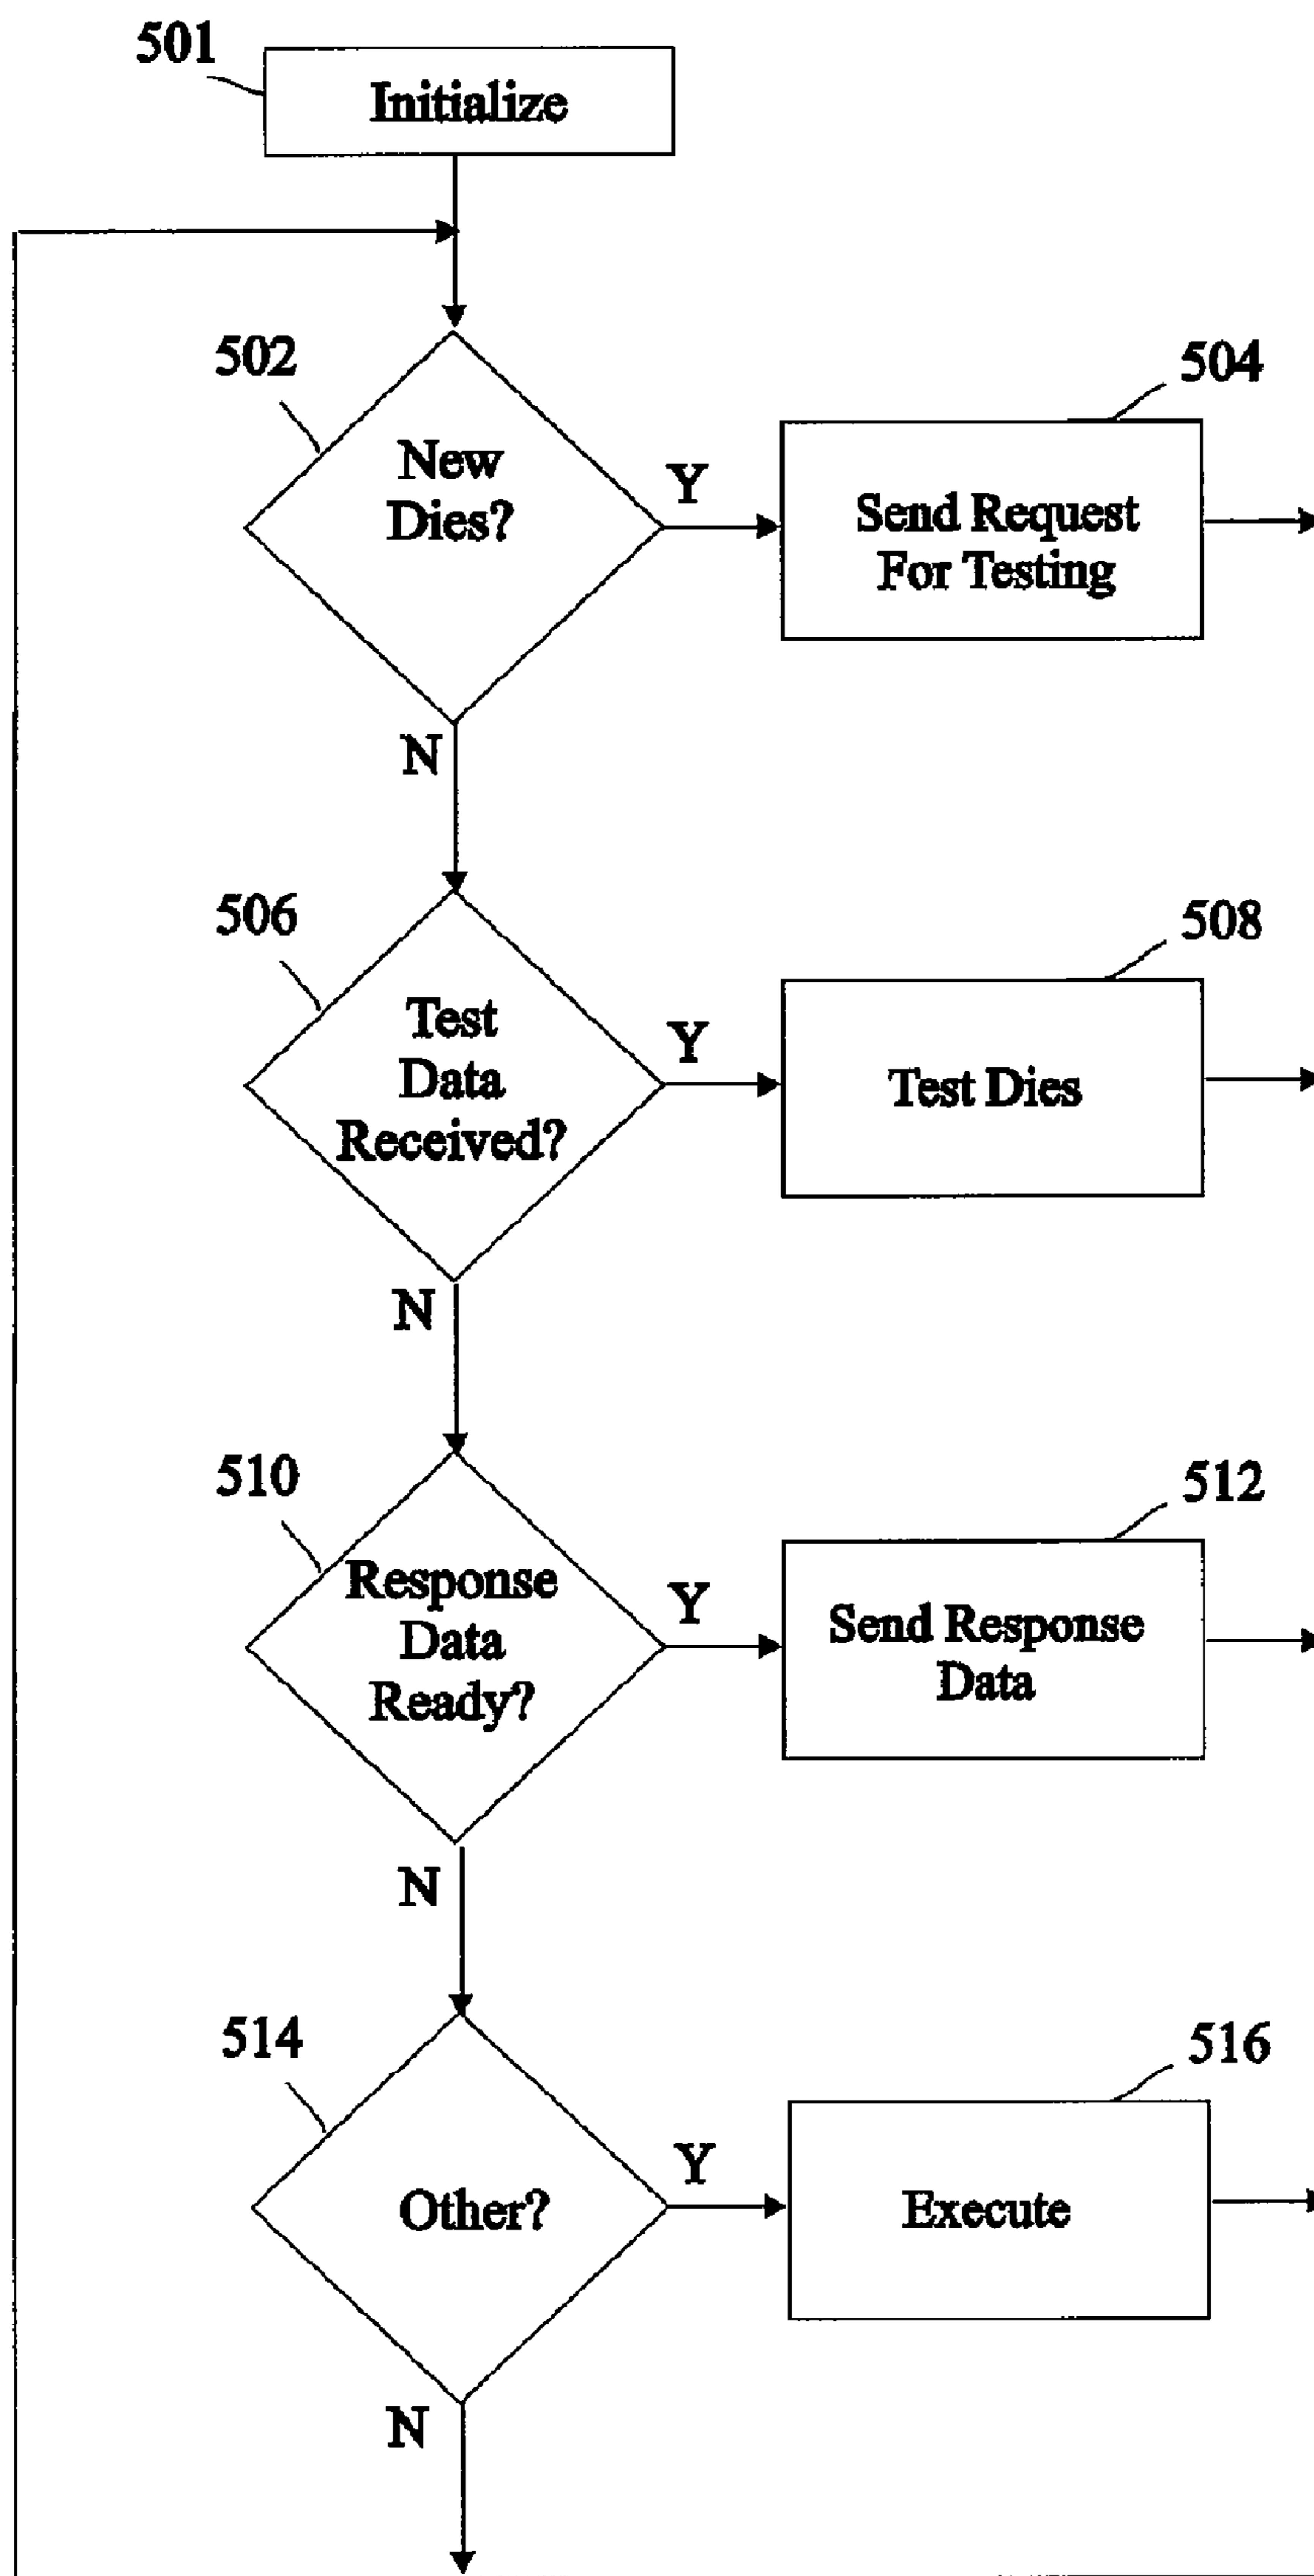 501
Initialize
502
New
Dies?
Y
504
Send Request
For Testing
N
506
Test
Data
Received?
Y
508
Test Dies
N
510
Response
Data
Ready?
Y
512
Send Response
Data
N
514
Other?
Y
516
Execute
N